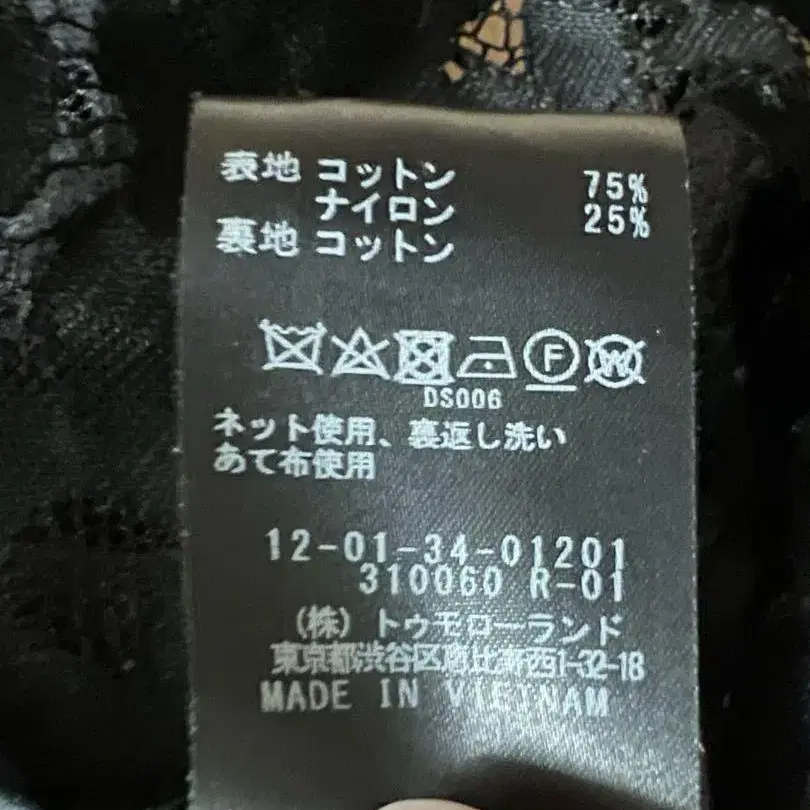 表地 コットン 75%
ナイロン 25%
裏地 コットン
F W
DS006
ネット使用、裏返し洗い
あて布使用
12-01-34-01201
310060 R-01
(株) トゥモローランド
東京都渋谷区恵比寿西1-32-18
MADE IN VIETNAM